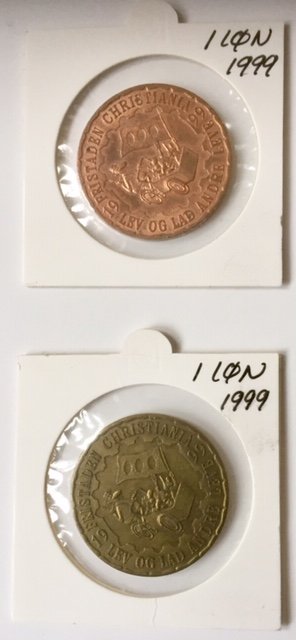 1 LØN
1999
FRISTADEN CHRISTIANIA
LEV OG LAD ANDRE LEVE
1 LØN
1999
FRISTADEN CHRISTIANIA
LEV OG LAD ANDRE LEVE